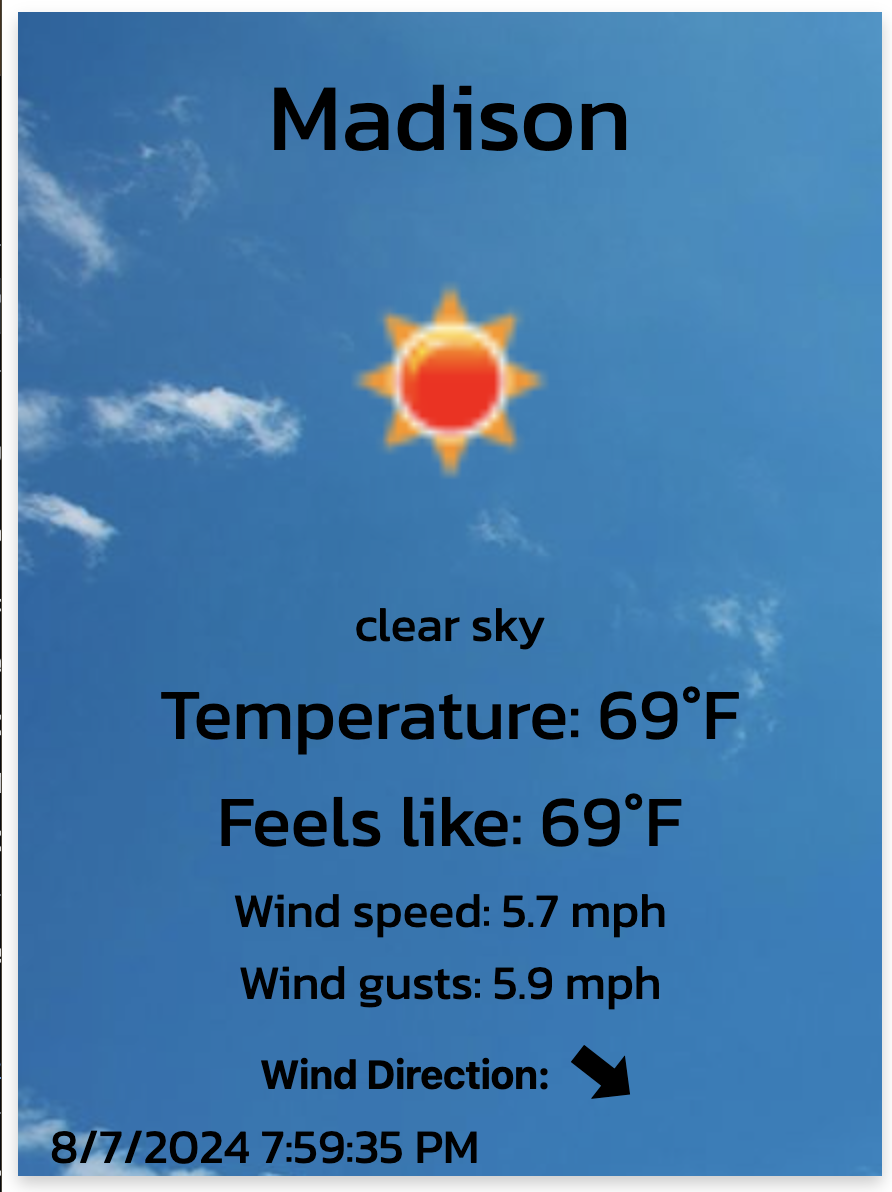 Madison
clear sky
Temperature: 69°F
Feels like: 69°F
Wind speed: 5.7 mph
Wind gusts: 5.9 mph
Wind Direction:
8/7/2024 7:59:35 PM